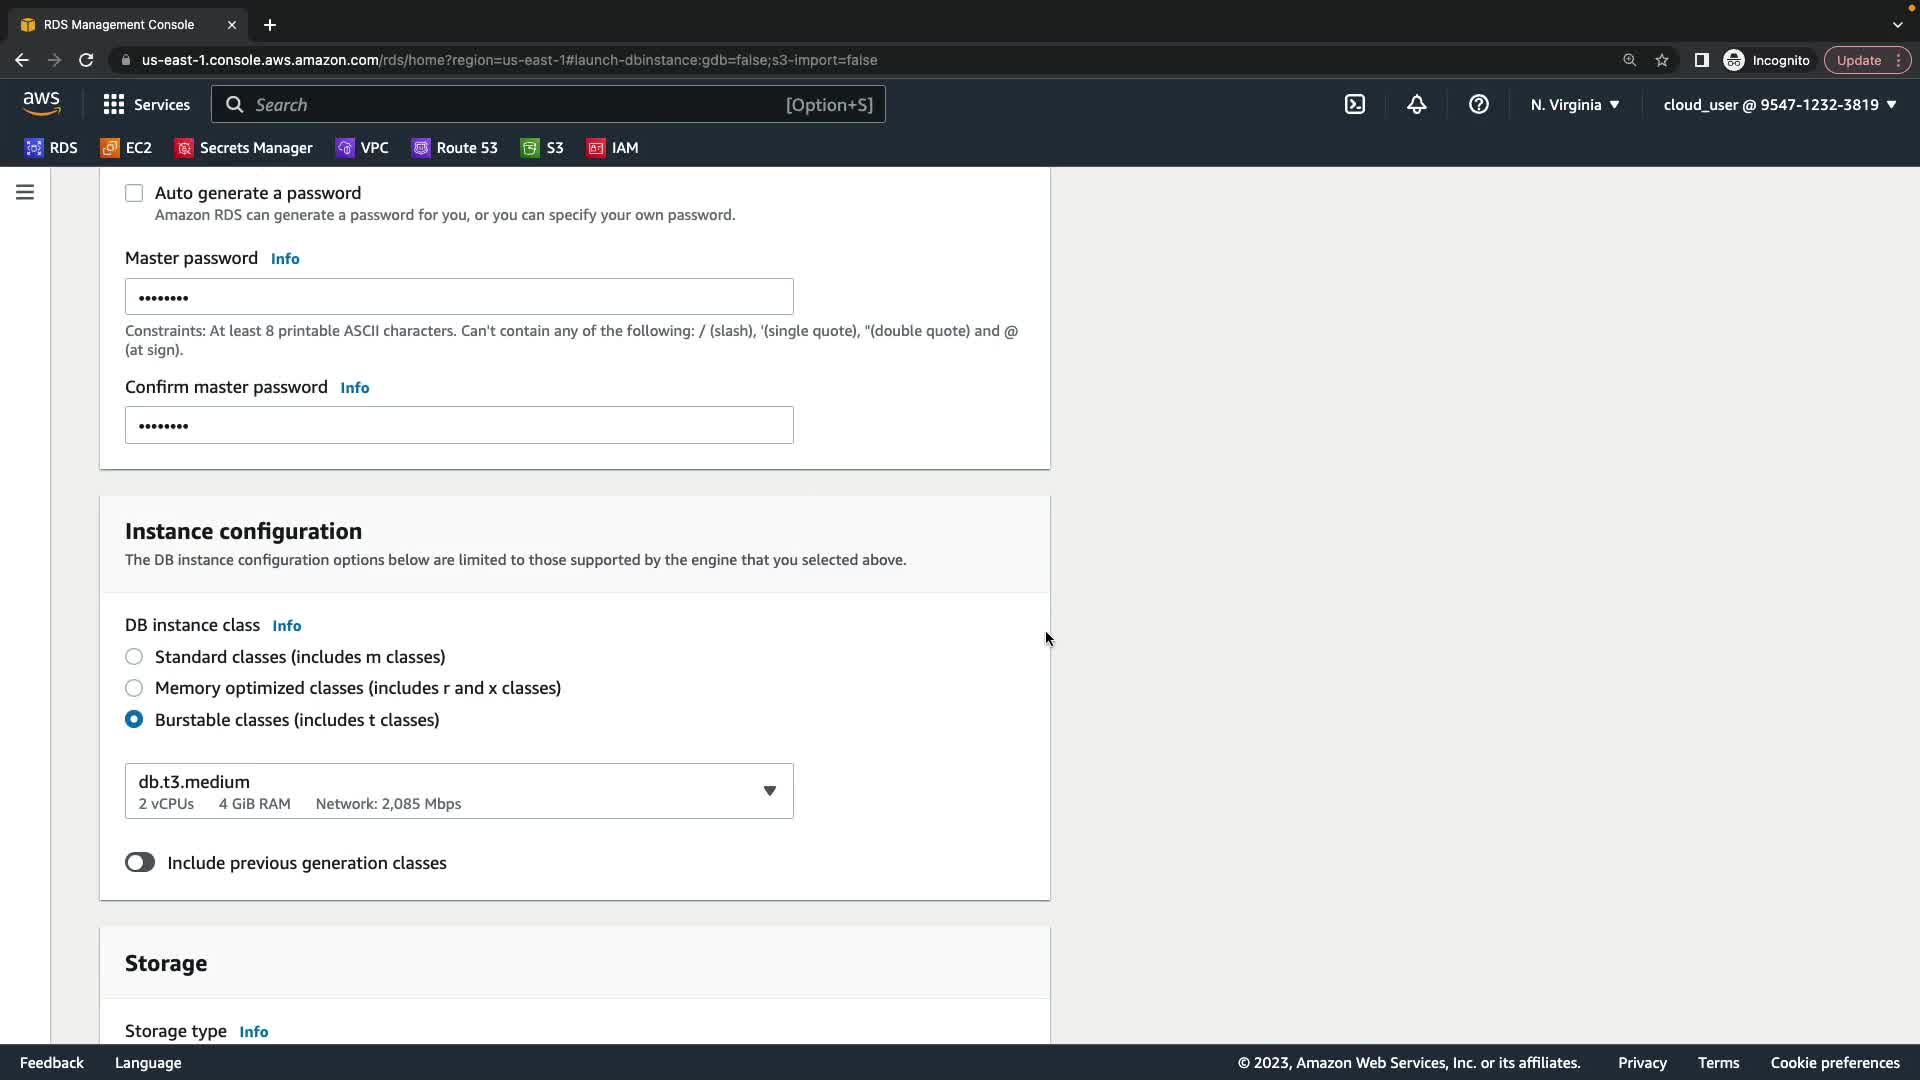 RDS Management Console
us-east-1.console.aws.amazon.com/rds/home?region=us-east-1#launch-dbinstance:gdb=false;s3-import=false
Incognito
Update
aws
Services
Search
[Option+S]
N. Virginia
cloud_user @ 9547-1232-3819
RDS
EC2
Secrets Manager
VPC
Route 53
S3
IAM
Auto generate a password
Amazon RDS can generate a password for you, or you can specify your own password.
Master password Info
••••••••
Constraints: At least 8 printable ASCII characters. Can't contain any of the following: / (slash), '(single quote), "(double quote) and @
(at sign).
Confirm master password Info
••••••••
Instance configuration
The DB instance configuration options below are limited to those supported by the engine that you selected above.
DB instance class Info
Standard classes (includes m classes)
Memory optimized classes (includes r and x classes)
Burstable classes (includes t classes)
db.t3.medium
2 vCPUs 4 GiB RAM Network: 2,085 Mbps
Include previous generation classes
Storage
Storage type Info
Feedback
Language
© 2023, Amazon Web Services, Inc. or its affiliates.
Privacy
Terms
Cookie preferences